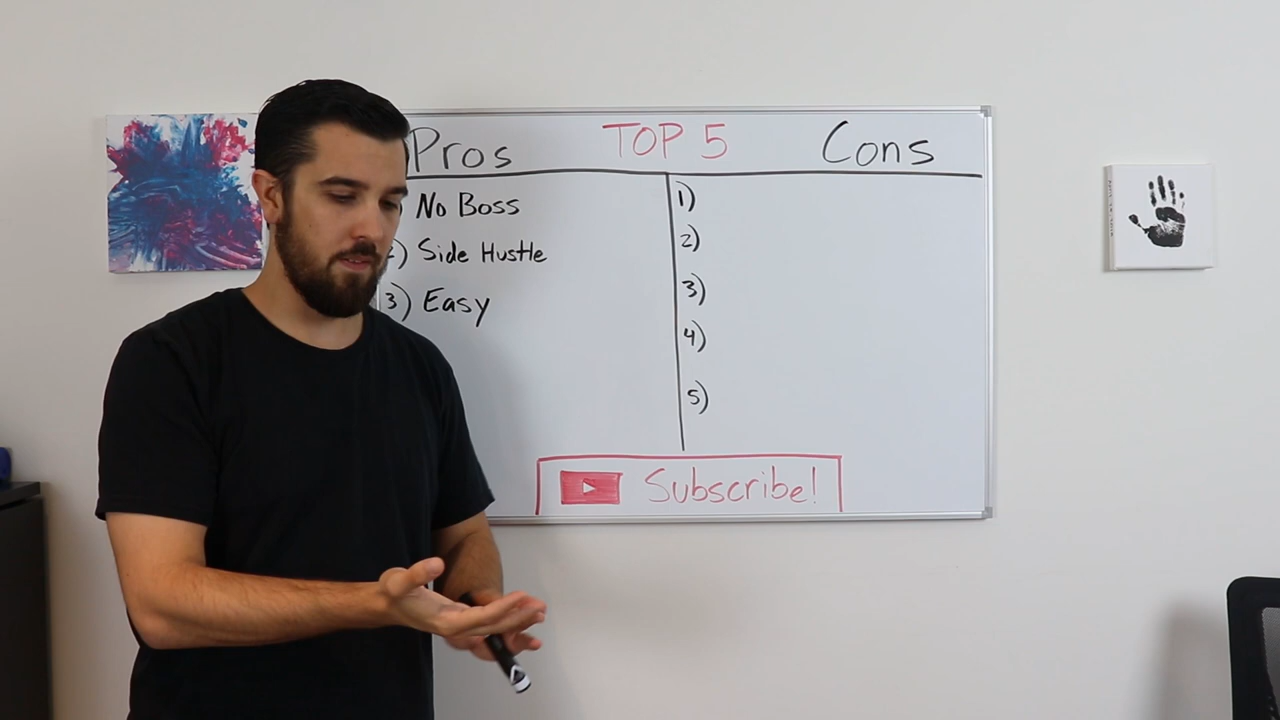 Pros TOP 5 Cons
) No Boss
2) Side Hustle
3) Easy
1)
2)
3)
4)
5)
Subscribe!